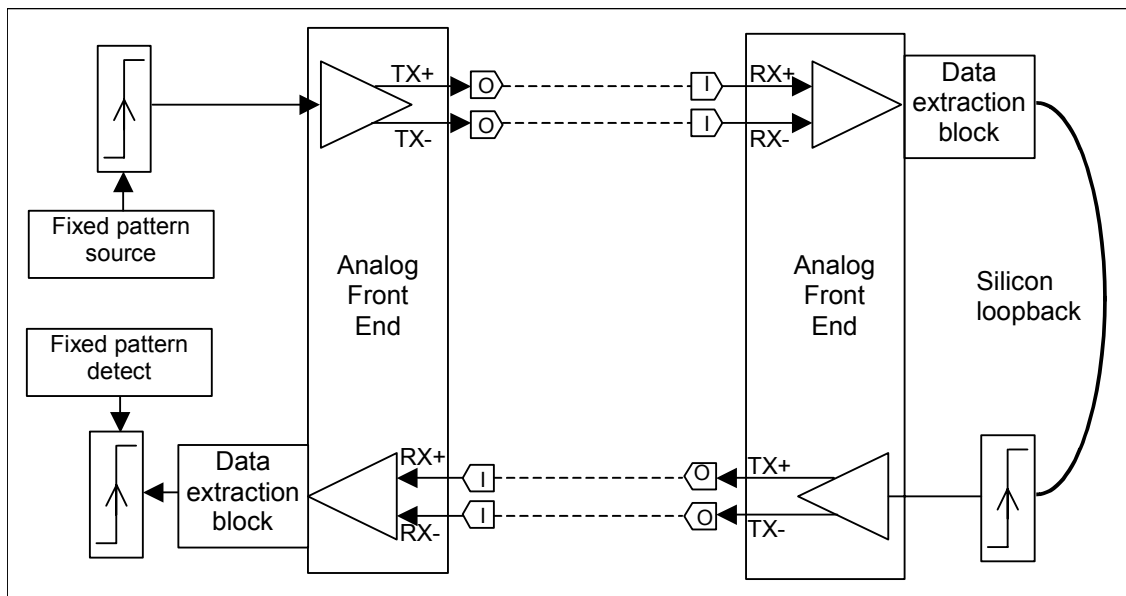 TX+
O
I
RX+
TX-
O
I
RX-
Data
extraction
block
Fixed pattern
source
Analog
Front
End
Analog
Front
End
Silicon
loopback
Fixed pattern
detect
Data
extraction
block
RX+
I
O
TX+
RX-
I
O
TX-